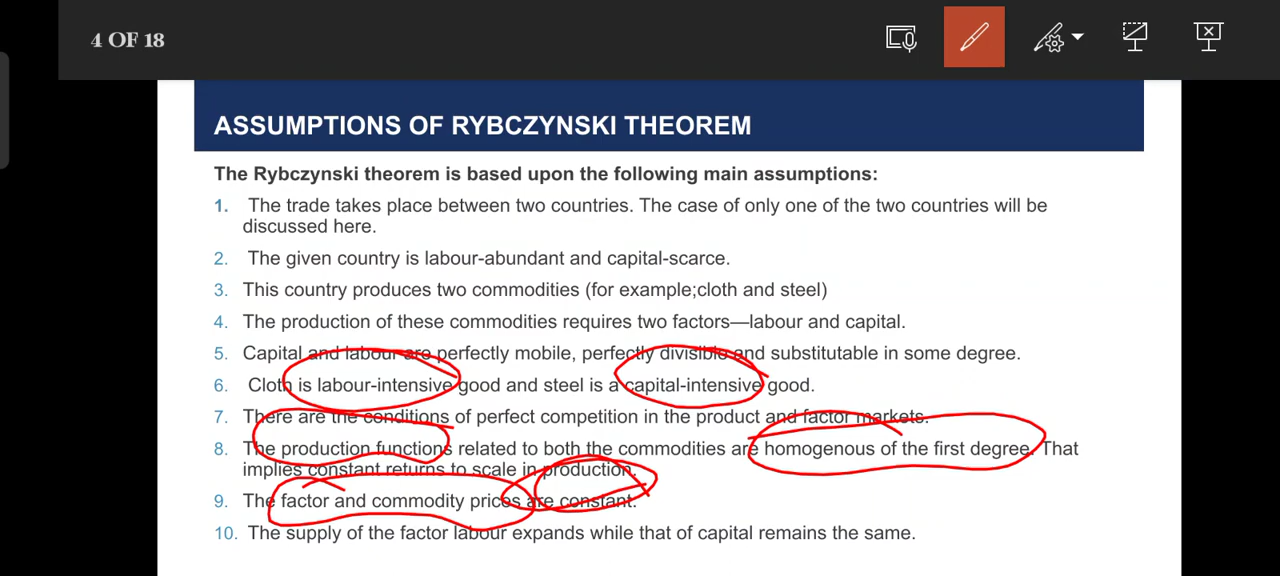 4 OF 18
ASSUMPTIONS OF RYBCZYNSKI THEOREM
The Rybczynski theorem is based upon the following main assumptions:
1. The trade takes place between two countries. The case of only one of the two countries will be
discussed here.
2. The given country is labour-abundant and capital-scarce.
3. This country produces two commodities (for example;cloth and steel)
4. The production of these commodities requires two factors—labour and capital.
5. Capital and labour are perfectly mobile, perfectly divisible and substitutable in some degree.
6. Cloth is labour-intensive good and steel is a capital-intensive good.
7. There are the conditions of perfect competition in the product and factor markets.
8. The production functions related to both the commodities are homogenous of the first degree. That
implies constant returns to scale in production.
9. The factor and commodity prices are constant.
10. The supply of the factor labour expands while that of capital remains the same.